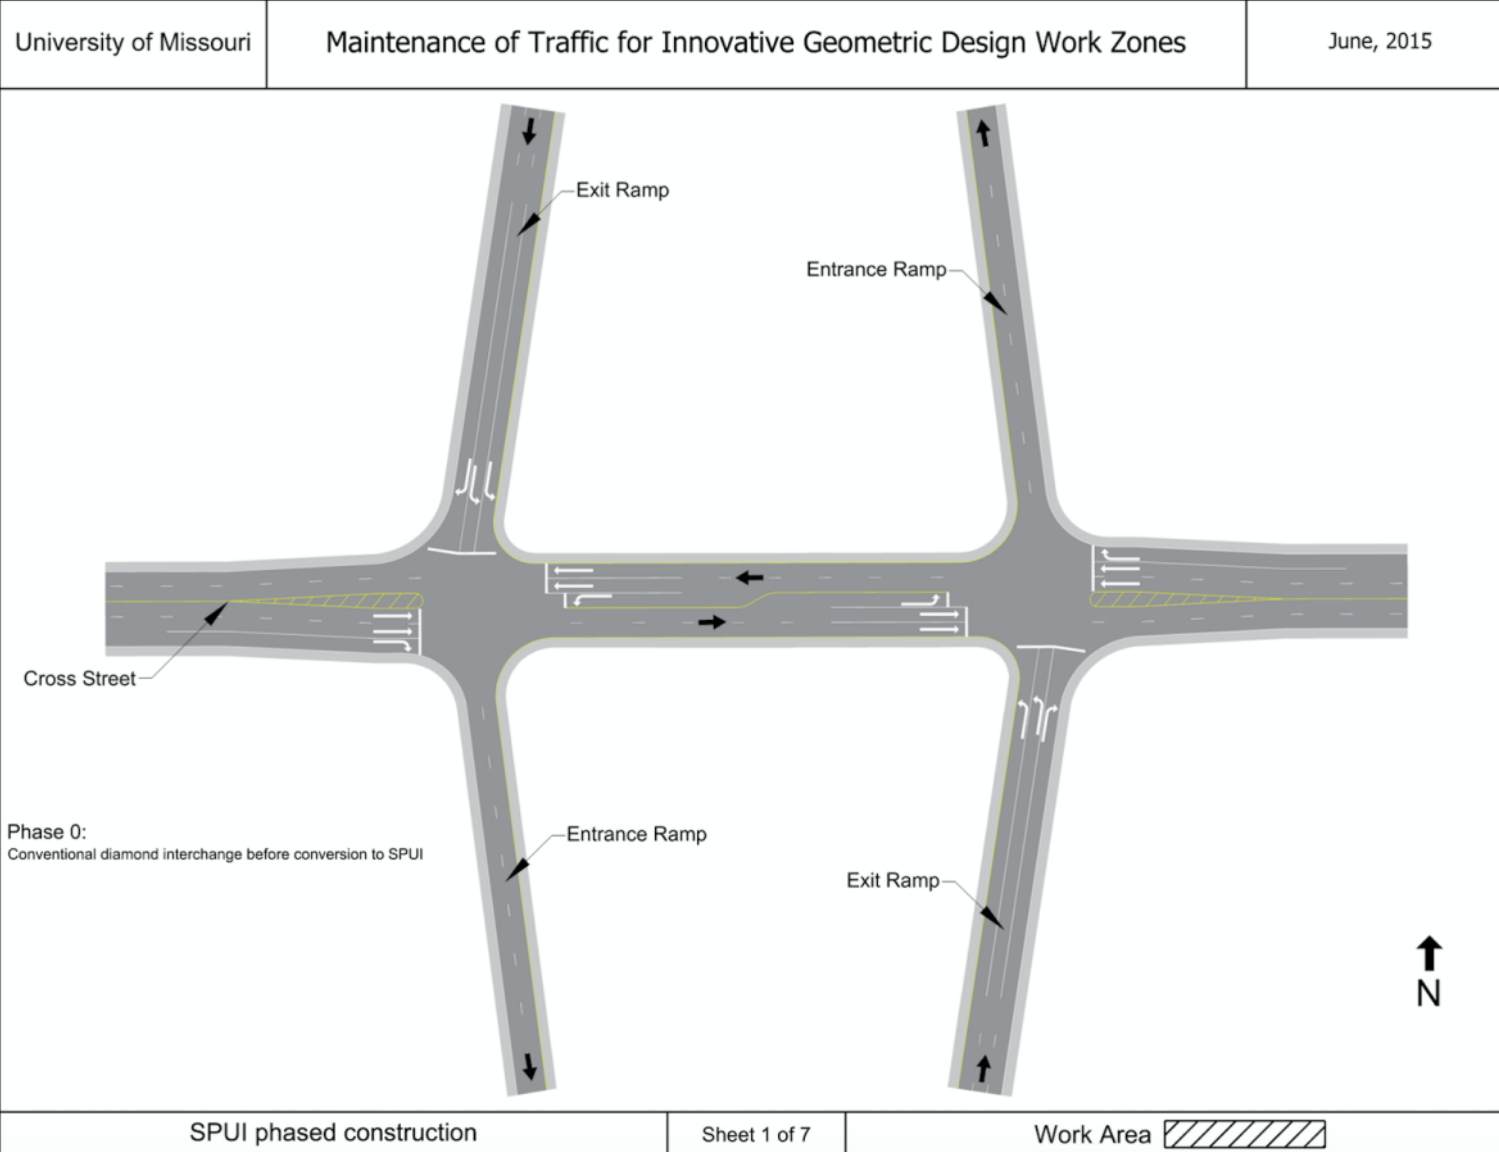 University of Missouri
Maintenance of Traffic for Innovative Geometric Design Work Zones
June, 2015
Exit Ramp
Entrance Ramp
Cross Street
Phase 0:
Conventional diamond interchange before conversion to SPUI
Entrance Ramp
Exit Ramp
N
SPUI phased construction
Sheet 1 of 7
Work Area